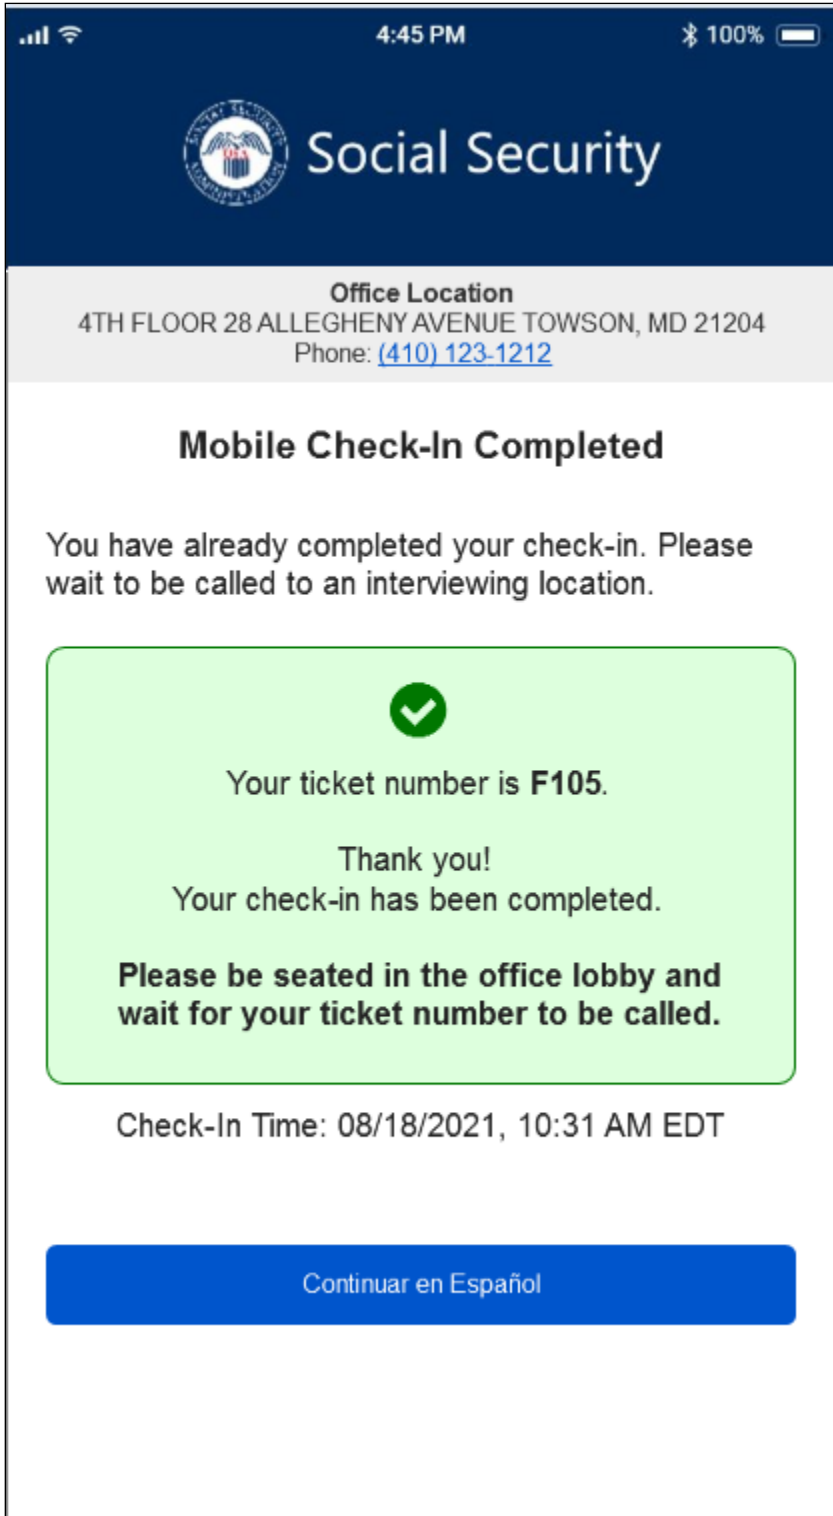 4:45 PM
100%
SOCIAL SECURITY ADMINISTRATION
USA
Social Security
Office Location
4TH FLOOR 28 ALLEGHENY AVENUE TOWSON, MD 21204
Phone: (410) 123-1212
Mobile Check-In Completed
You have already completed your check-in. Please
wait to be called to an interviewing location.
Your ticket number is F105.
Thank you!
Your check-in has been completed.
Please be seated in the office lobby and
wait for your ticket number to be called.
Check-In Time: 08/18/2021, 10:31 AM EDT
Continuar en Español